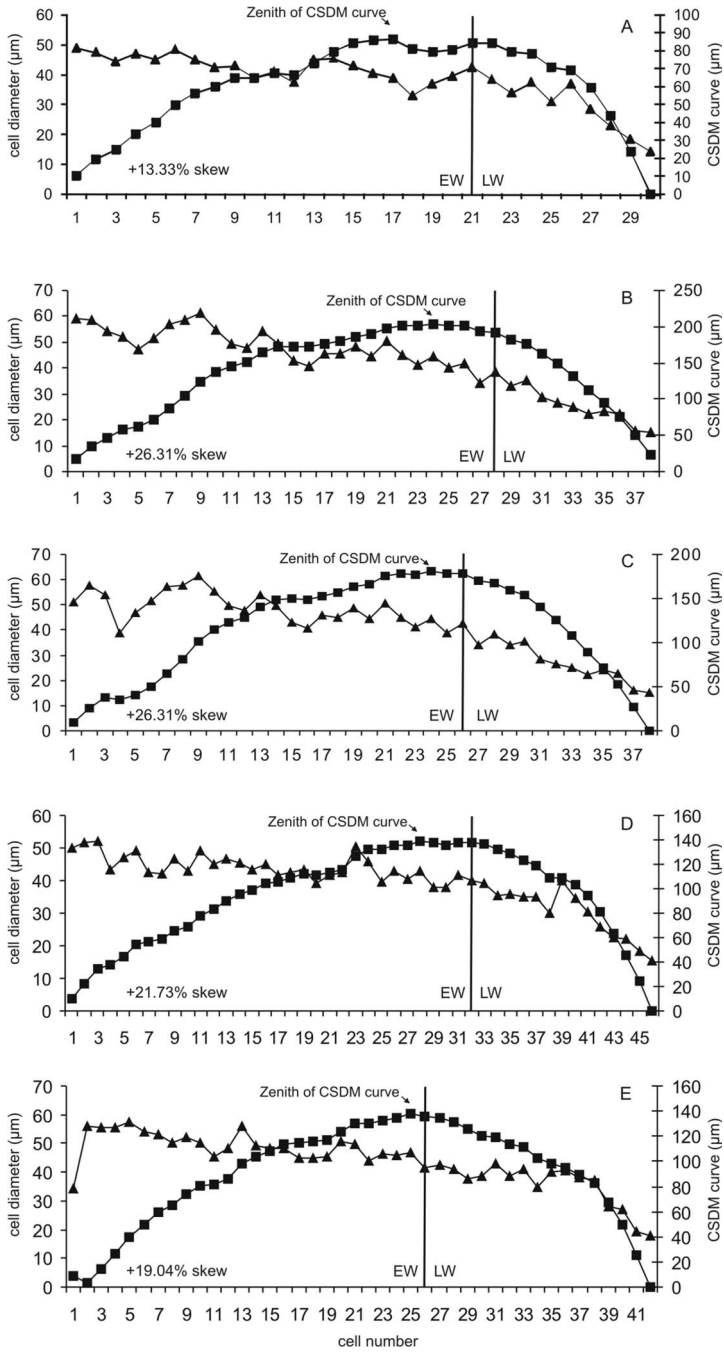 Zenith of CSDM curve
A
cell diameter (µm)
60
50
40
30
20
10
0
100
90
80
70
60
50
40
30
20
10
0
CSDM curve (µm)
+13.33% skew
EW LW
1 3 5 7 9 11 13 15 17 19 21 23 25 27 29
Zenith of CSDM curve
B
cell diameter (µm)
70
60
50
40
30
20
10
0
250
200
150
100
50
0
CSDM curve (µm)
+26.31% skew
EW LW
1 3 5 7 9 11 13 15 17 19 21 23 25 27 29 31 33 35 37
Zenith of CSDM curve
C
cell diameter (µm)
70
60
50
40
30
20
10
0
200
150
100
50
0
CSDM curve (µm)
+26.31% skew
EW LW
1 3 5 7 9 11 13 15 17 19 21 23 25 27 29 31 33 35 37
Zenith of CSDM curve
D
cell diameter (µm)
60
50
40
30
20
10
0
160
140
120
100
80
60
40
20
0
CSDM curve (µm)
+21.73% skew
EW LW
1 3 5 7 9 11 13 15 17 19 21 23 25 27 29 31 33 35 37 39 41 43 45
Zenith of CSDM curve
E
cell diameter (µm)
70
60
50
40
30
20
10
0
160
140
120
100
80
60
40
20
0
CSDM curve (µm)
+19.04% skew
EW LW
1 3 5 7 9 11 13 15 17 19 21 23 25 27 29 31 33 35 37 39 41
cell number